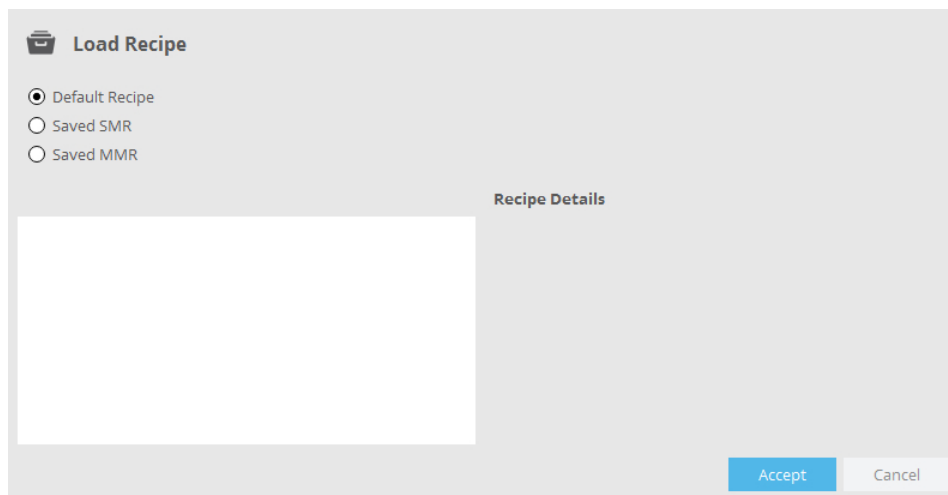 Load Recipe
Default Recipe
Saved SMR
Saved MMR
Recipe Details
Accept
Cancel